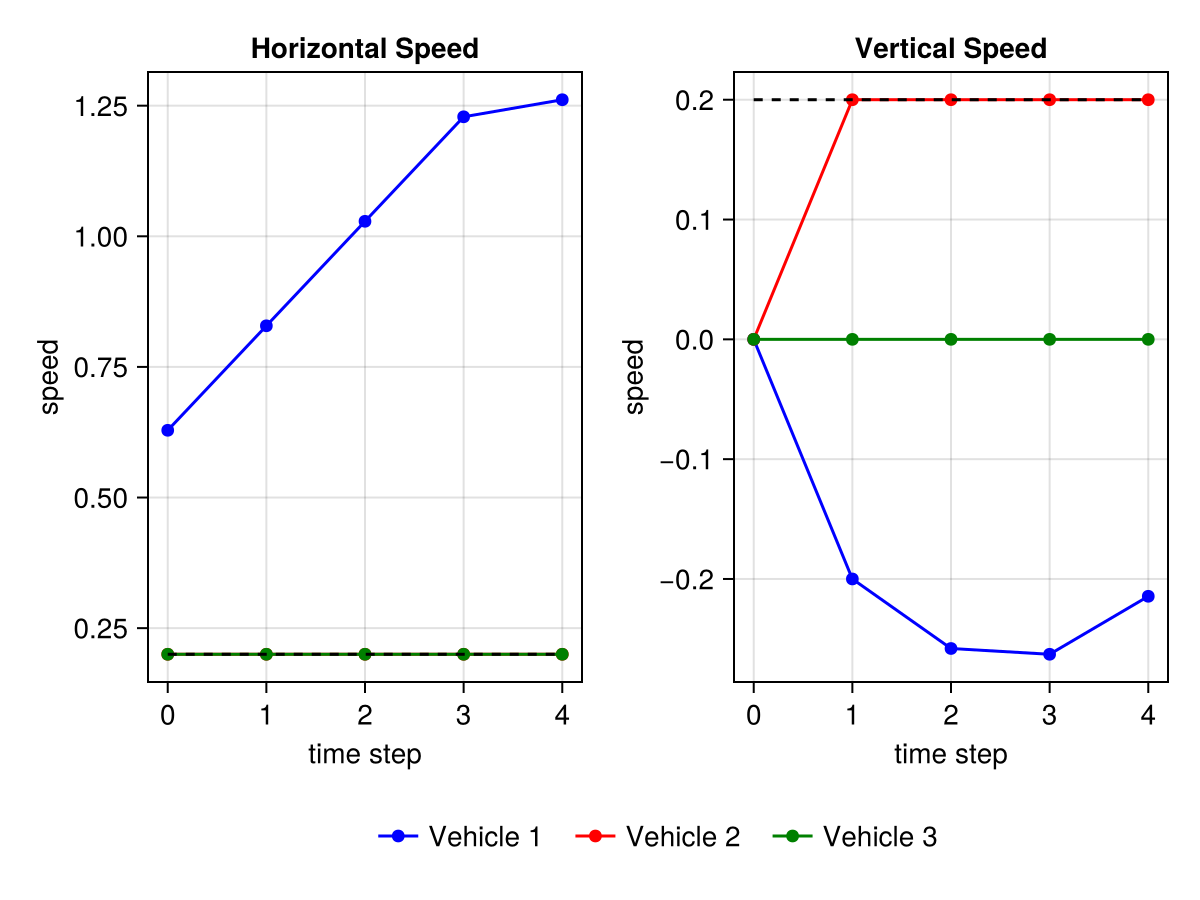 Horizontal Speed
1.25
1.00
0.75
0.50
0.25
speed
0 1 2 3 4
time step
Vertical Speed
0.2
0.1
0.0
−0.1
−0.2
speed
0 1 2 3 4
time step
Vehicle 1 Vehicle 2 Vehicle 3